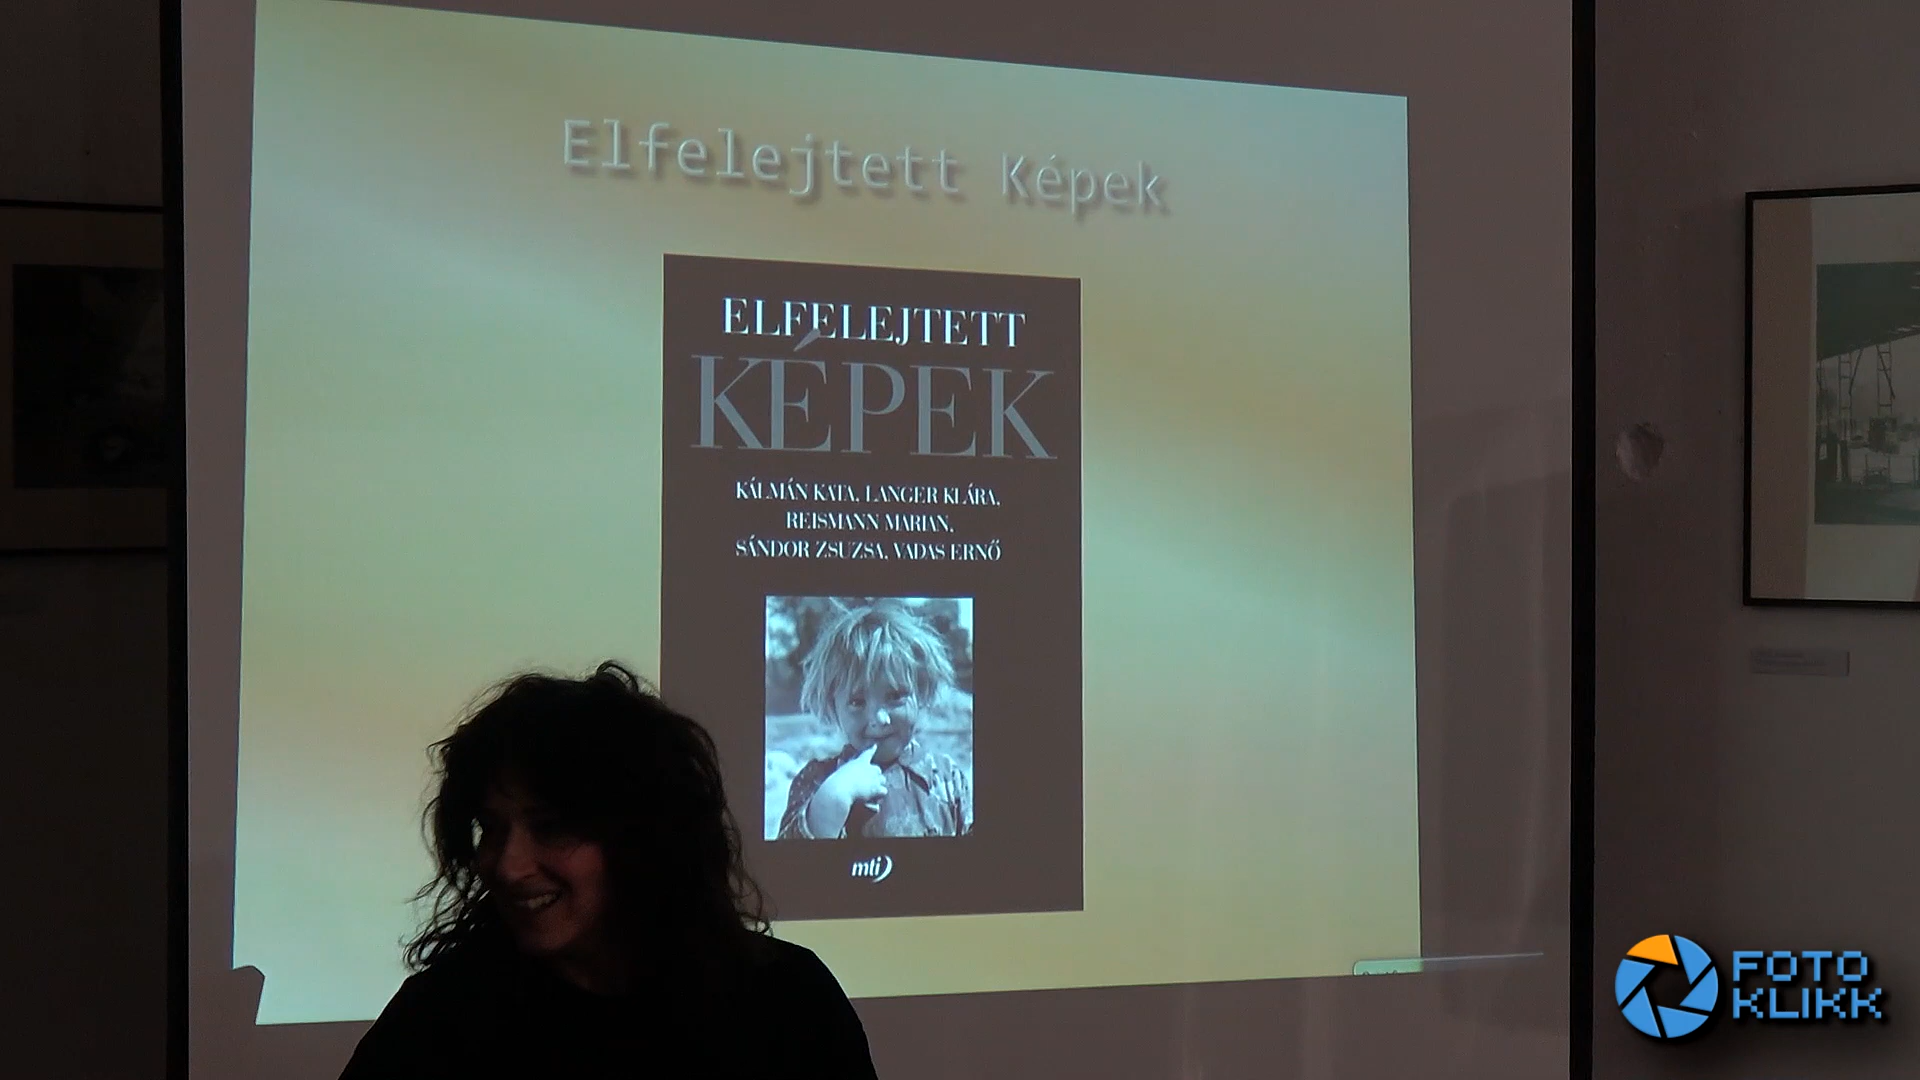 Elfelejtett Képek
ELFELEJTETT
KÉPEK
KÁLMÁN KATA, LANGER KLÁRA,
REISMANN MARIAN,
SÁNDOR ZSUZSA, VADAS ERNŐ
mti
FOTO
KLIKK